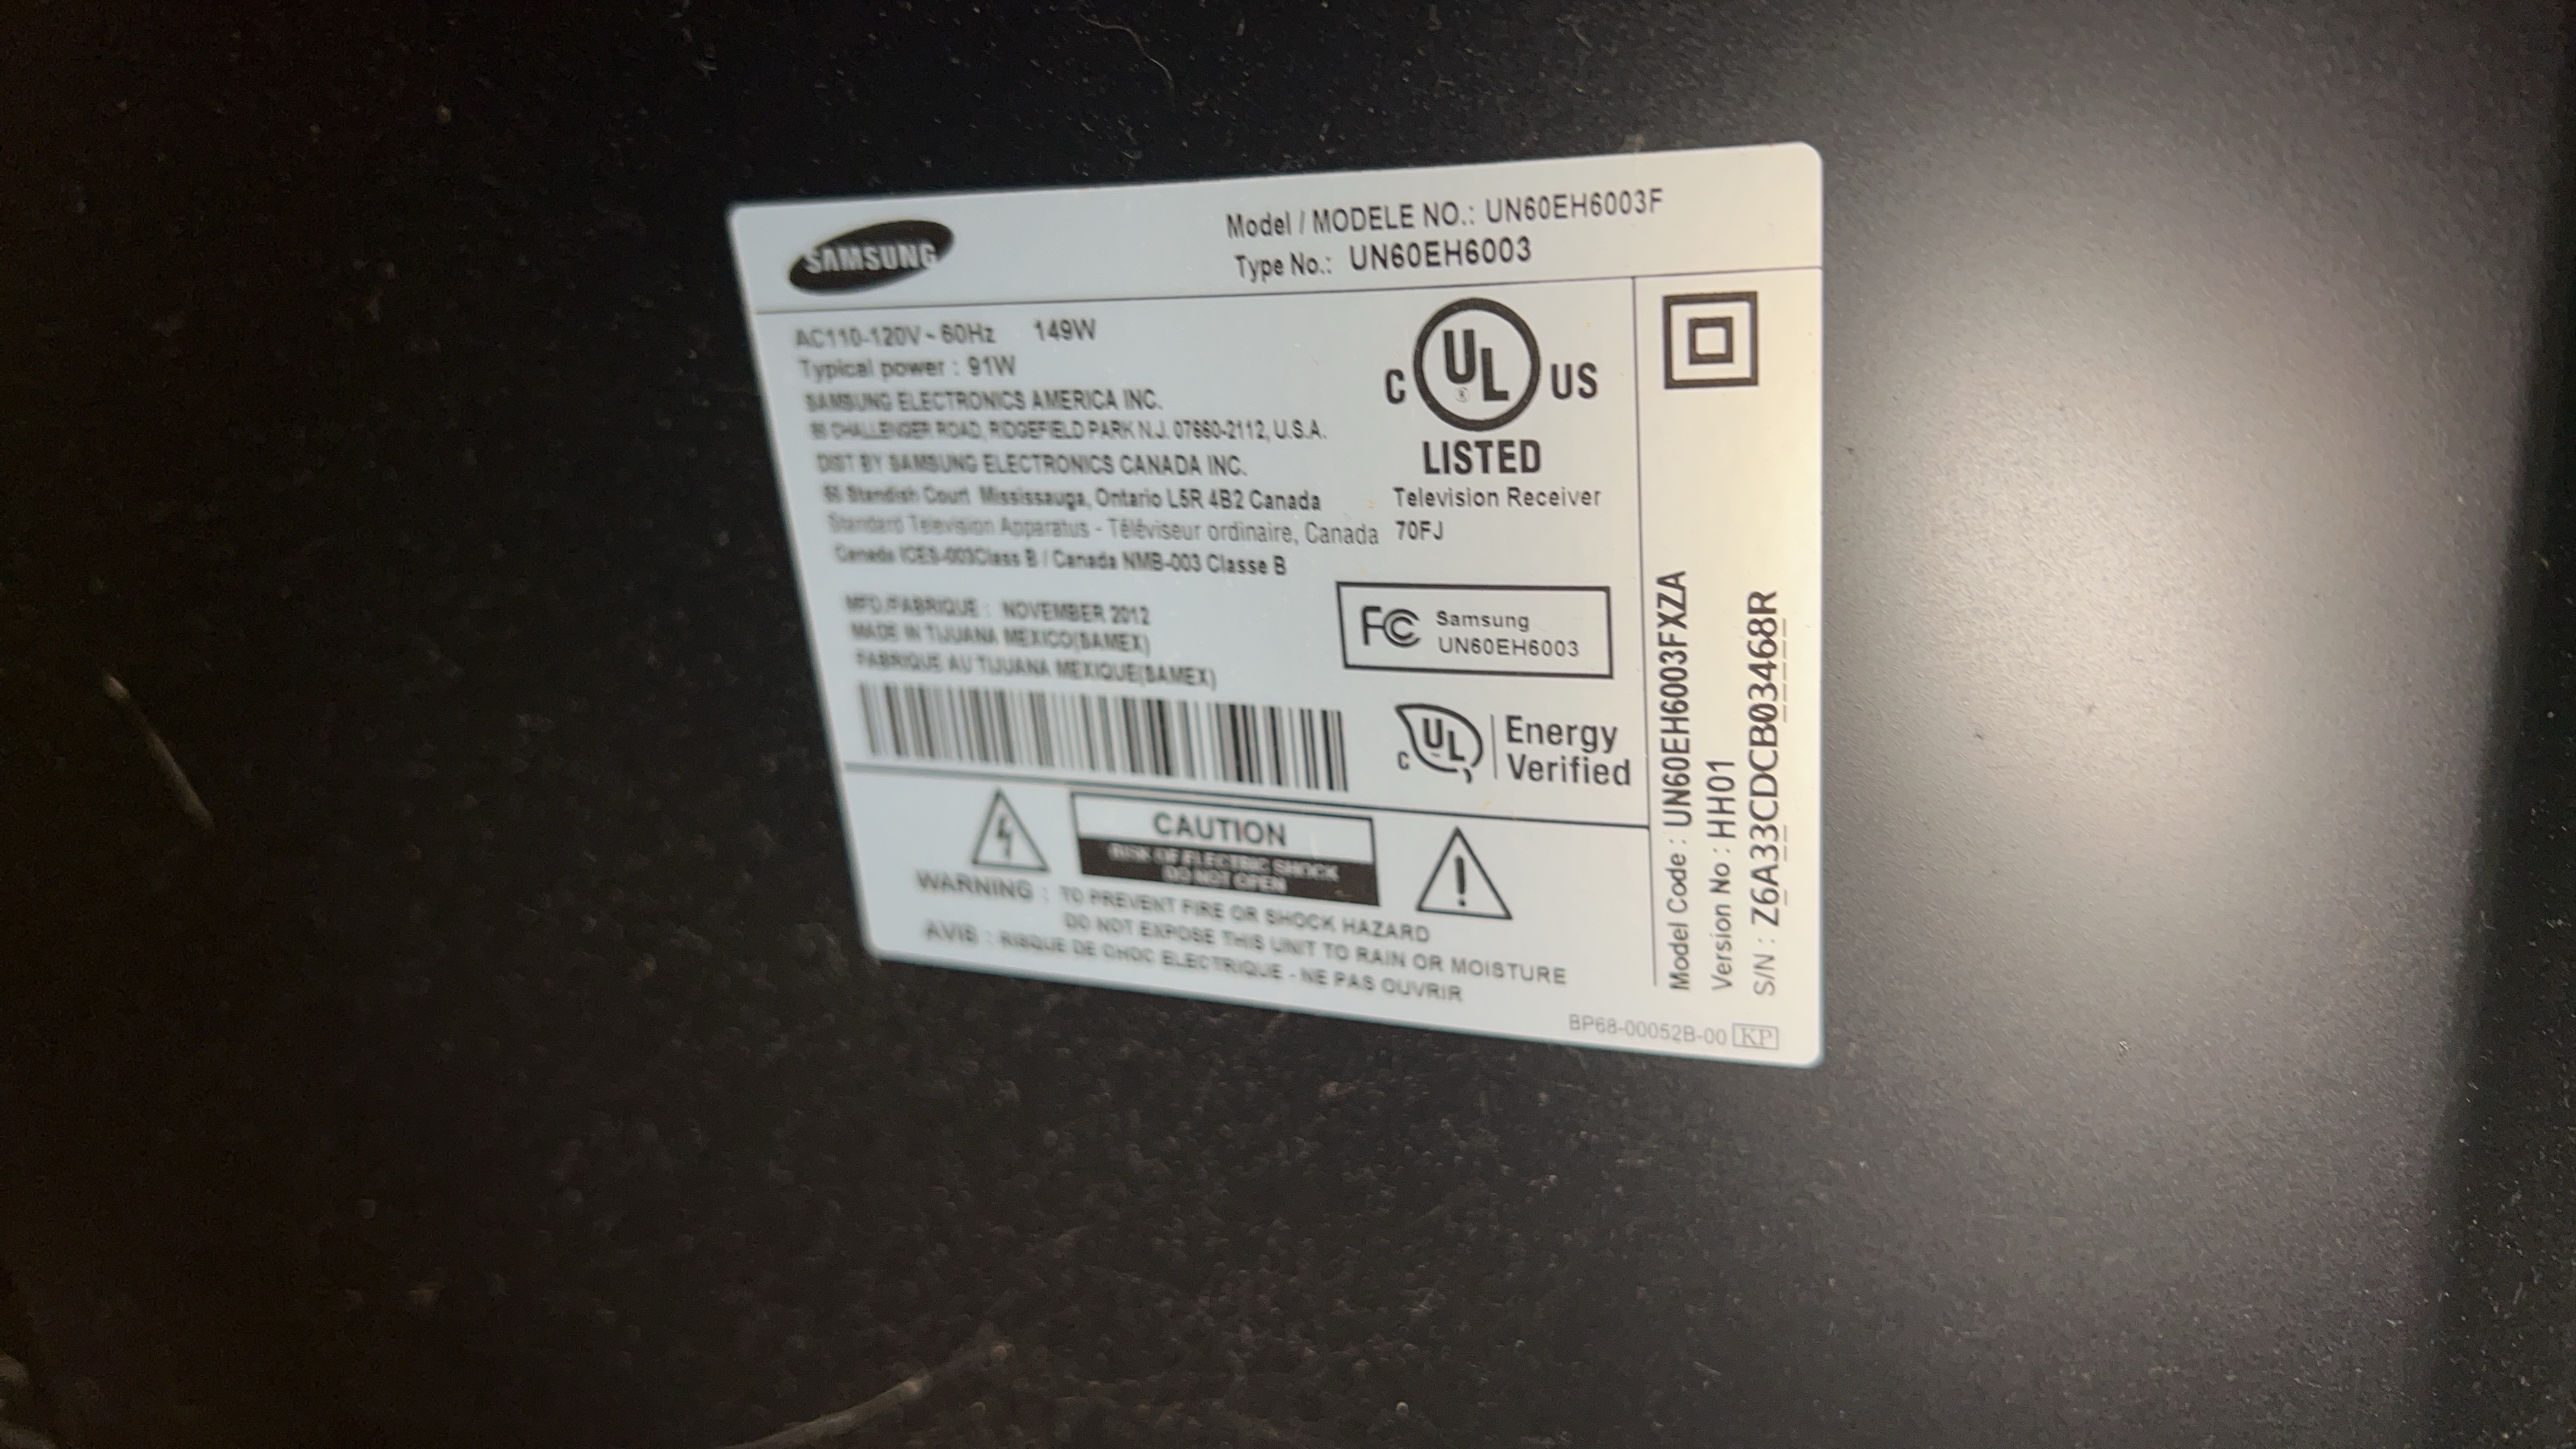 SAMSUNG
Model / MODELE NO.: UN60EH6003F
Type No.: UN60EH6003
AC110-120V ~ 60Hz 149W
Typical power : 91W
SAMSUNG ELECTRONICS AMERICA INC.
85 CHALLENGER ROAD, RIDGEFIELD PARK N.J. 07660-2112, U.S.A.
DIST BY SAMSUNG ELECTRONICS CANADA INC.
55 Standish Court Mississauga, Ontario L5R 4B2 Canada
Standard Television Apparatus - Téléviseur ordinaire, Canada
Canada ICES-003Class B / Canada NMB-003 Classe B
MFD/FABRIQUE : NOVEMBER 2012
MADE IN TIJUANA MEXICO(SAMEX)
FABRIQUE AU TIJUANA MEXIQUE(SAMEX)
C UL US
LISTED
Television Receiver
70FJ
FC Samsung
UN60EH6003
C UL Energy
Verified
CAUTION
RISK OF ELECTRIC SHOCK
DO NOT OPEN
WARNING : TO PREVENT FIRE OR SHOCK HAZARD
DO NOT EXPOSE THIS UNIT TO RAIN OR MOISTURE
AVIS : RISQUE DE CHOC ELECTRIQUE - NE PAS OUVRIR
Model Code : UN60EH6003FXZA
Version No : HH01
S/N : Z6A33CDCB03468R
BP68-00052B-00 KP